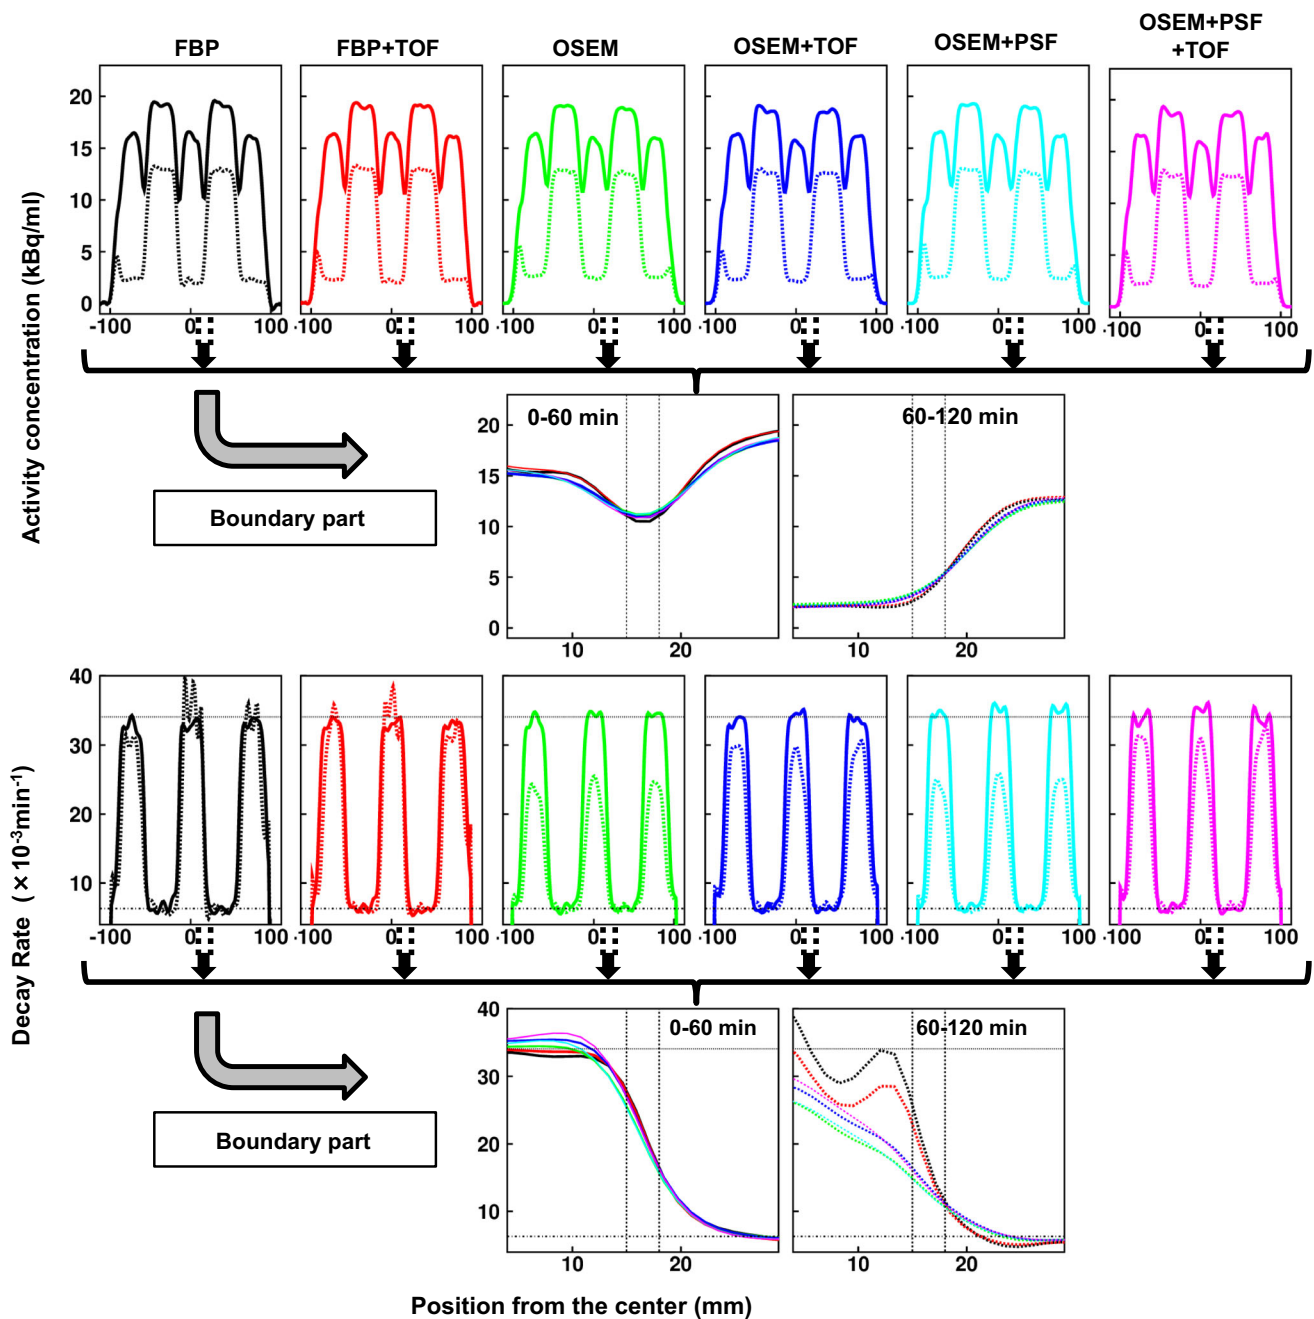 FBP
FBP+TOF
OSEM
OSEM+TOF
OSEM+PSF
OSEM+PSF
+TOF
Activity concentration (kBq/ml)
20
15
10
5
0
-100 0 100
-100 0 100
-100 0 100
-100 0 100
-100 0 100
-100 0 100
Boundary part
0-60 min
60-120 min
20
15
10
5
0
10 20
10 20
Decay Rate (×10⁻³min⁻¹)
40
30
20
10
-100 0 100
-100 0 100
-100 0 100
-100 0 100
-100 0 100
-100 0 100
Boundary part
0-60 min
60-120 min
40
30
20
10
10 20
10 20
Position from the center (mm)